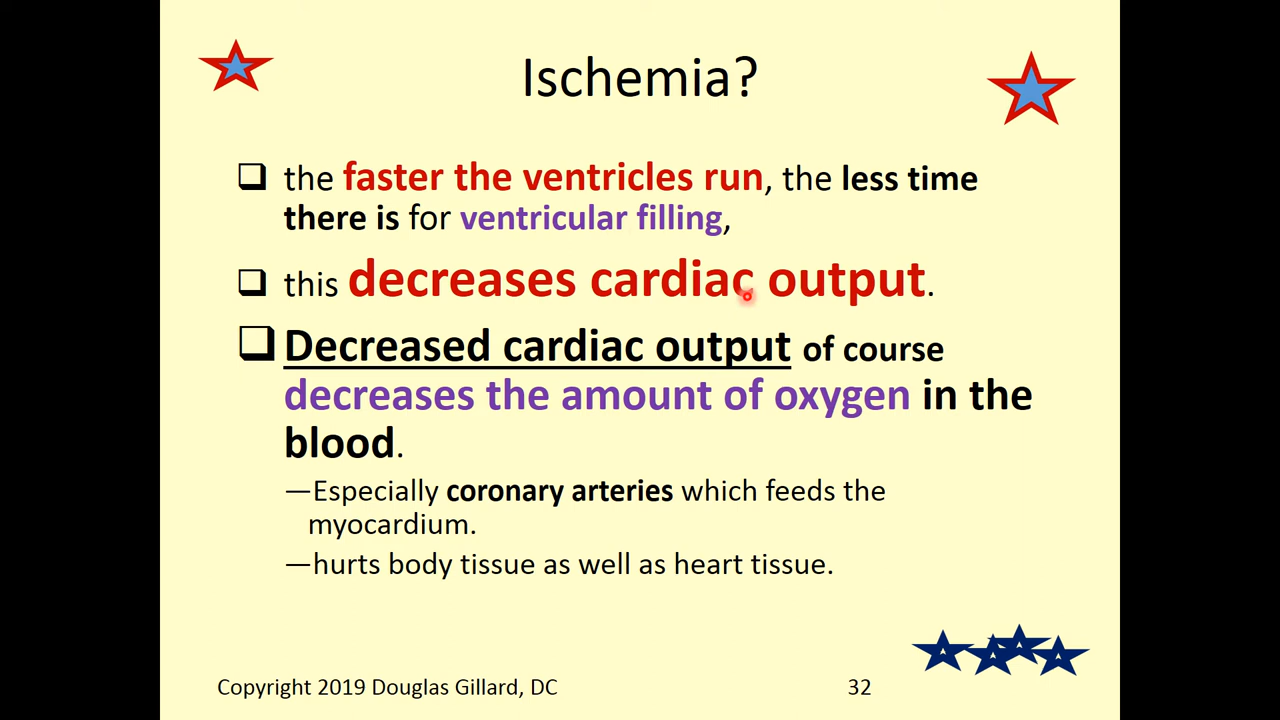 Ischemia?
the faster the ventricles run, the less time
there is for ventricular filling,
this decreases cardiac output.
Decreased cardiac output of course
decreases the amount of oxygen in the
blood.
—Especially coronary arteries which feeds the
myocardium.
—hurts body tissue as well as heart tissue.
Copyright 2019 Douglas Gillard, DC
32